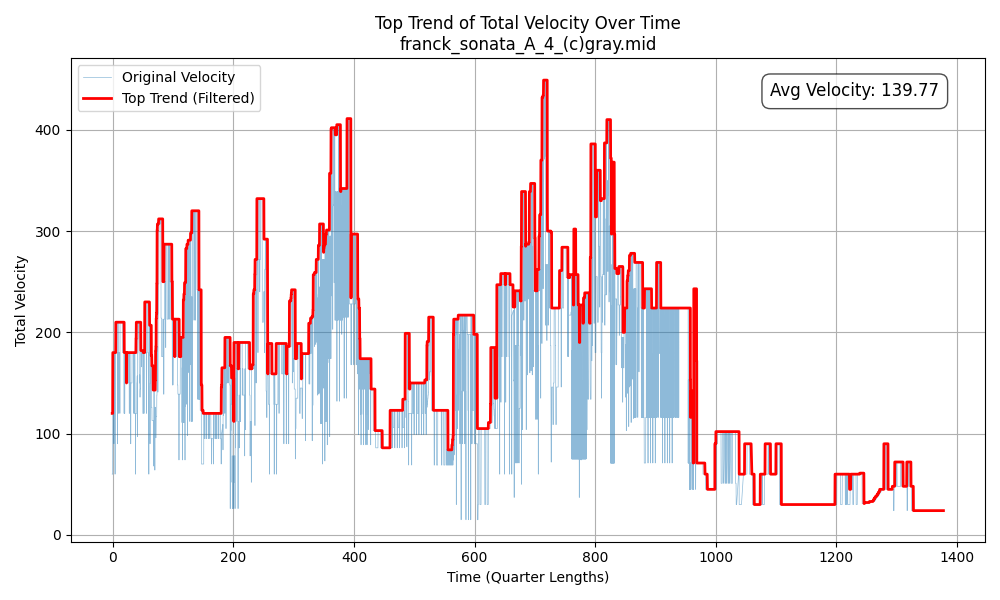 Top Trend of Total Velocity Over Time
franck_sonata_A_4_(c)gray.mid
Original Velocity
Top Trend (Filtered)
Avg Velocity: 139.77
Total Velocity
400
300
200
100
0
0 200 400 600 800 1000 1200 1400
Time (Quarter Lengths)